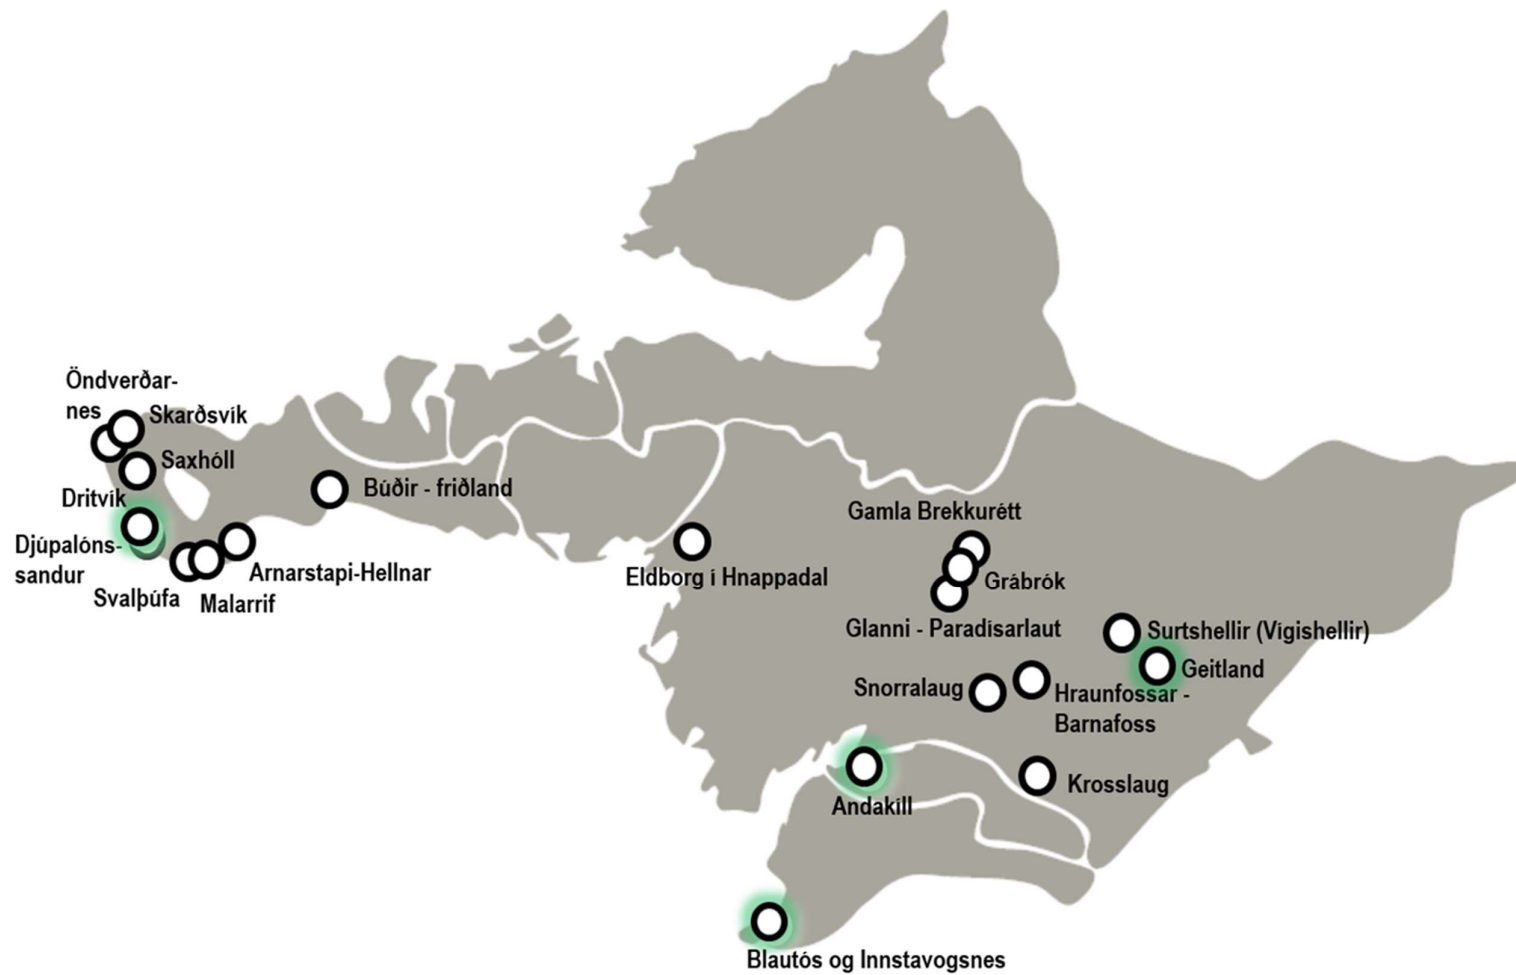 Öndverðar-
nes
Skarðsvík
Saxhóll
Dritvík
Djúpalóns-
sandur
Svalþúfa
Malarrif
Arnarstapi-Hellnar
Búðir - friðland
Eldborg í Hnappadal
Gamla Brekkurétt
Grábrók
Glanni - Paradísarlaut
Surtshellir (Vígishellir)
Geitland
Snorralaug
Hraunfossar -
Barnafoss
Krosslaug
Andakíll
Blautós og Innstavogsnes